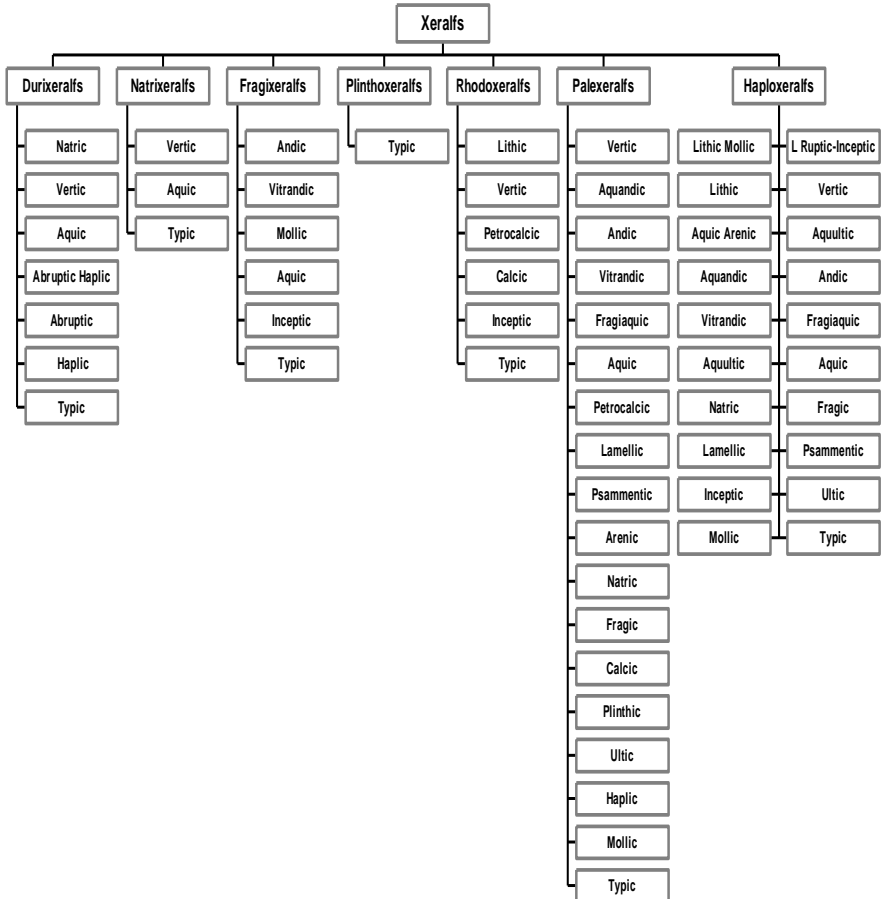 Xeralfs
Durixeralfs
Natric
Vertic
Aquic
Abruptic Haplic
Abruptic
Haplic
Typic
Natrixeralfs
Vertic
Aquic
Typic
Fragixeralfs
Andic
Vitrandic
Mollic
Aquic
Inceptic
Typic
Plinthoxeralfs
Typic
Rhodoxeralfs
Lithic
Vertic
Petrocalcic
Calcic
Inceptic
Typic
Palexeralfs
Vertic
Aquandic
Andic
Vitrandic
Fragiaquic
Aquic
Petrocalcic
Lamellic
Psammentic
Arenic
Natric
Fragic
Calcic
Plinthic
Ultic
Haplic
Mollic
Typic
Haploxeralfs
Lithic Mollic
L Ruptic-Inceptic
Lithic
Vertic
Aquic Arenic
Aquultic
Aquandic
Andic
Vitrandic
Fragiaquic
Aquultic
Aquic
Natric
Fragic
Lamellic
Psammentic
Inceptic
Ultic
Mollic
Typic